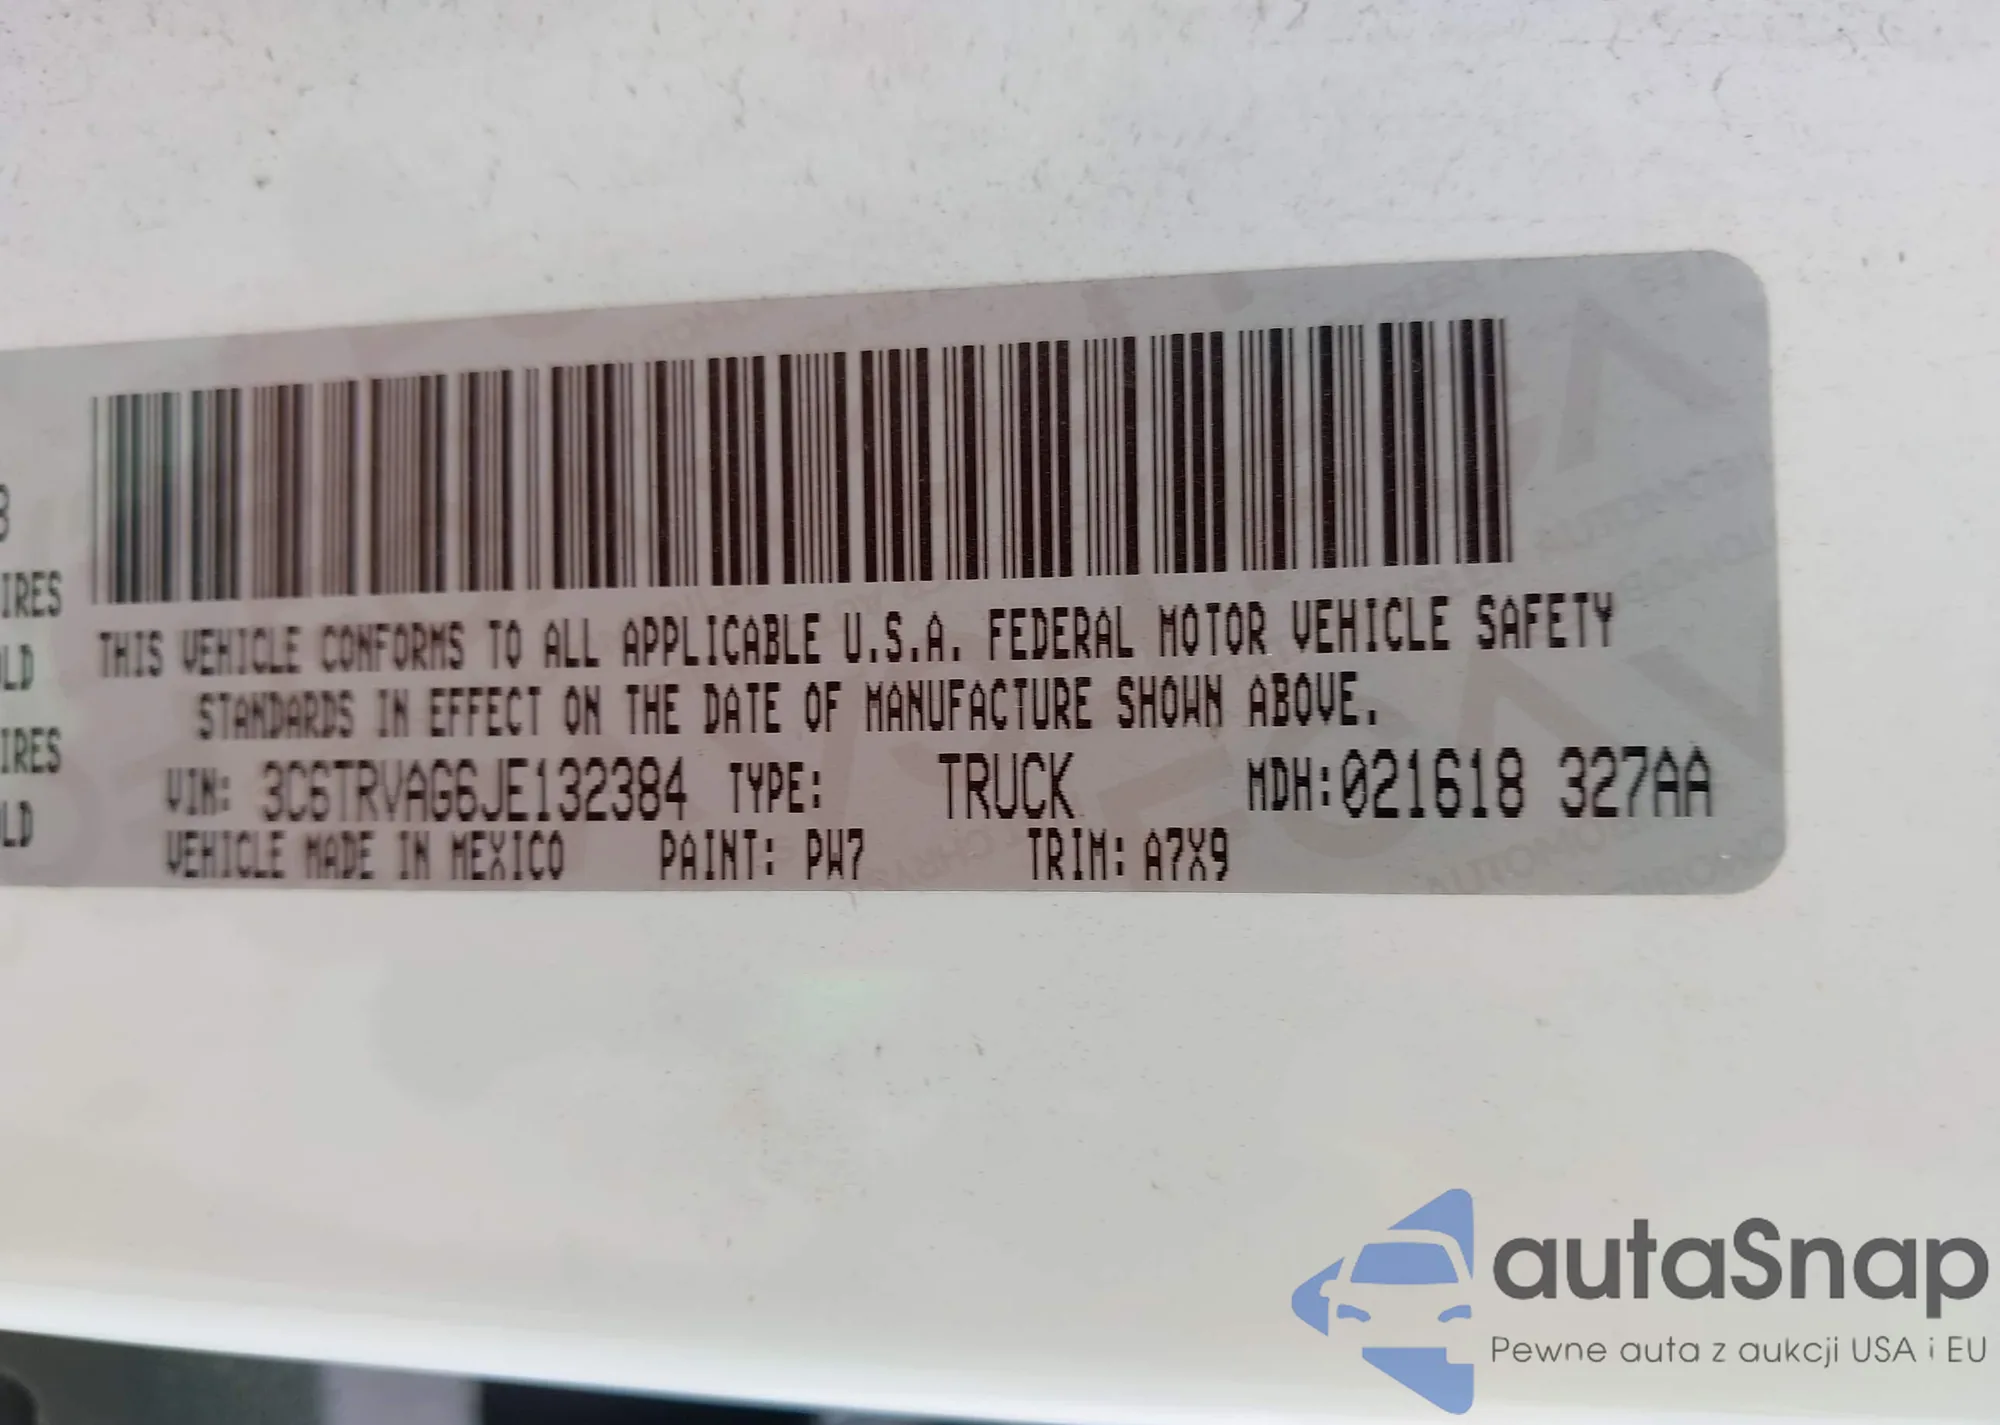 3
IRES
LD
IRES
LD
THIS VEHICLE CONFORMS TO ALL APPLICABLE U.S.A. FEDERAL MOTOR VEHICLE SAFETY
STANDARDS IN EFFECT ON THE DATE OF MANUFACTURE SHOWN ABOVE.
VIN: 3C6TRVAG6JE132384 TYPE: TRUCK MDH:021618 327AA
VEHICLE MADE IN MEXICO PAINT: PW7 TRIM: A7X9
autaSnap
Pewne auta z aukcji USA i EU